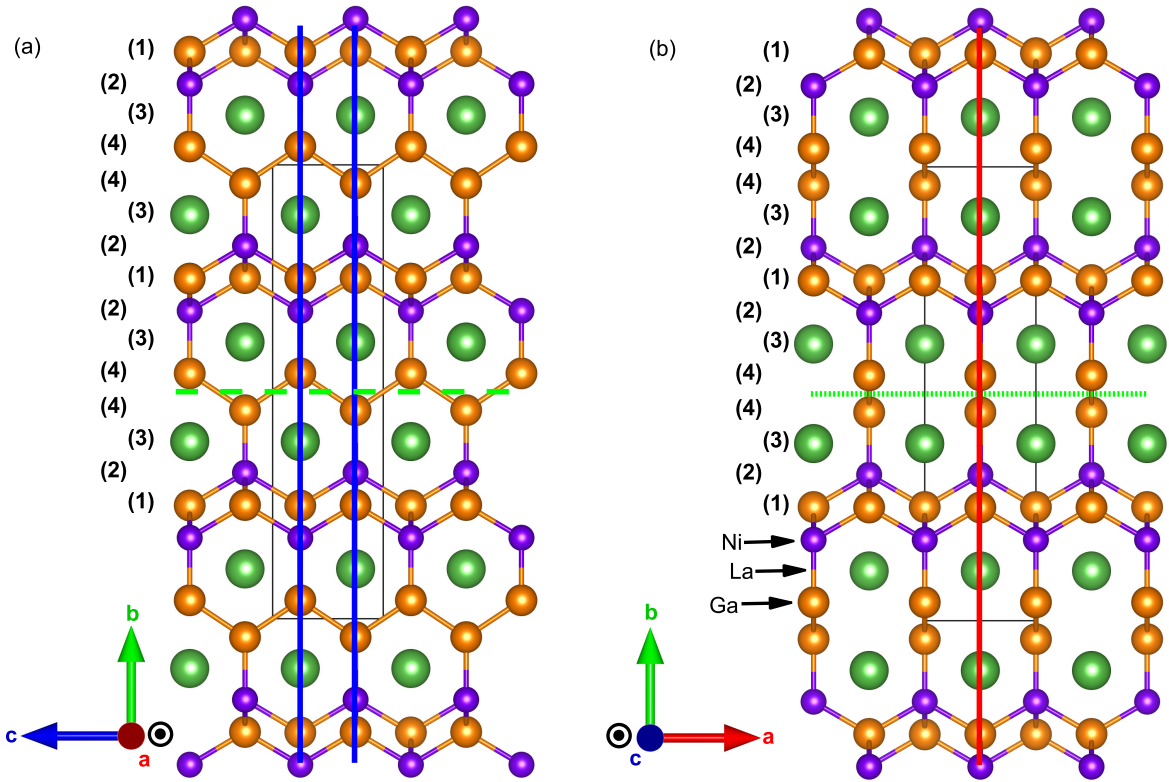 (a)
(1)
(2)
(3)
(4)
(4)
(3)
(2)
(1)
(2)
(3)
(4)
(4)
(3)
(2)
(1)
b
c
a
(b)
(1)
(2)
(3)
(4)
(4)
(3)
(2)
(1)
(2)
(3)
(4)
(4)
(3)
(2)
(1)
Ni
La
Ga
b
c
a